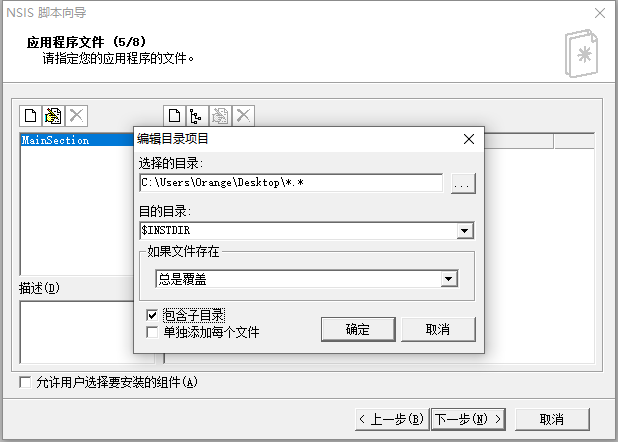 NSIS 脚本向导
应用程序文件 (5/8)
请指定您的应用程序的文件。
MainSection
编辑目录项目
选择的目录:
C:\Users\Orange\Desktop\*.*
...
目的目录:
$INSTDIR
如果文件存在
总是覆盖
包含子目录
单独添加每个文件
确定
取消
描述(D)
允许用户选择要安装的组件(A)
< 上一步(B)
下一步(N) >
取消